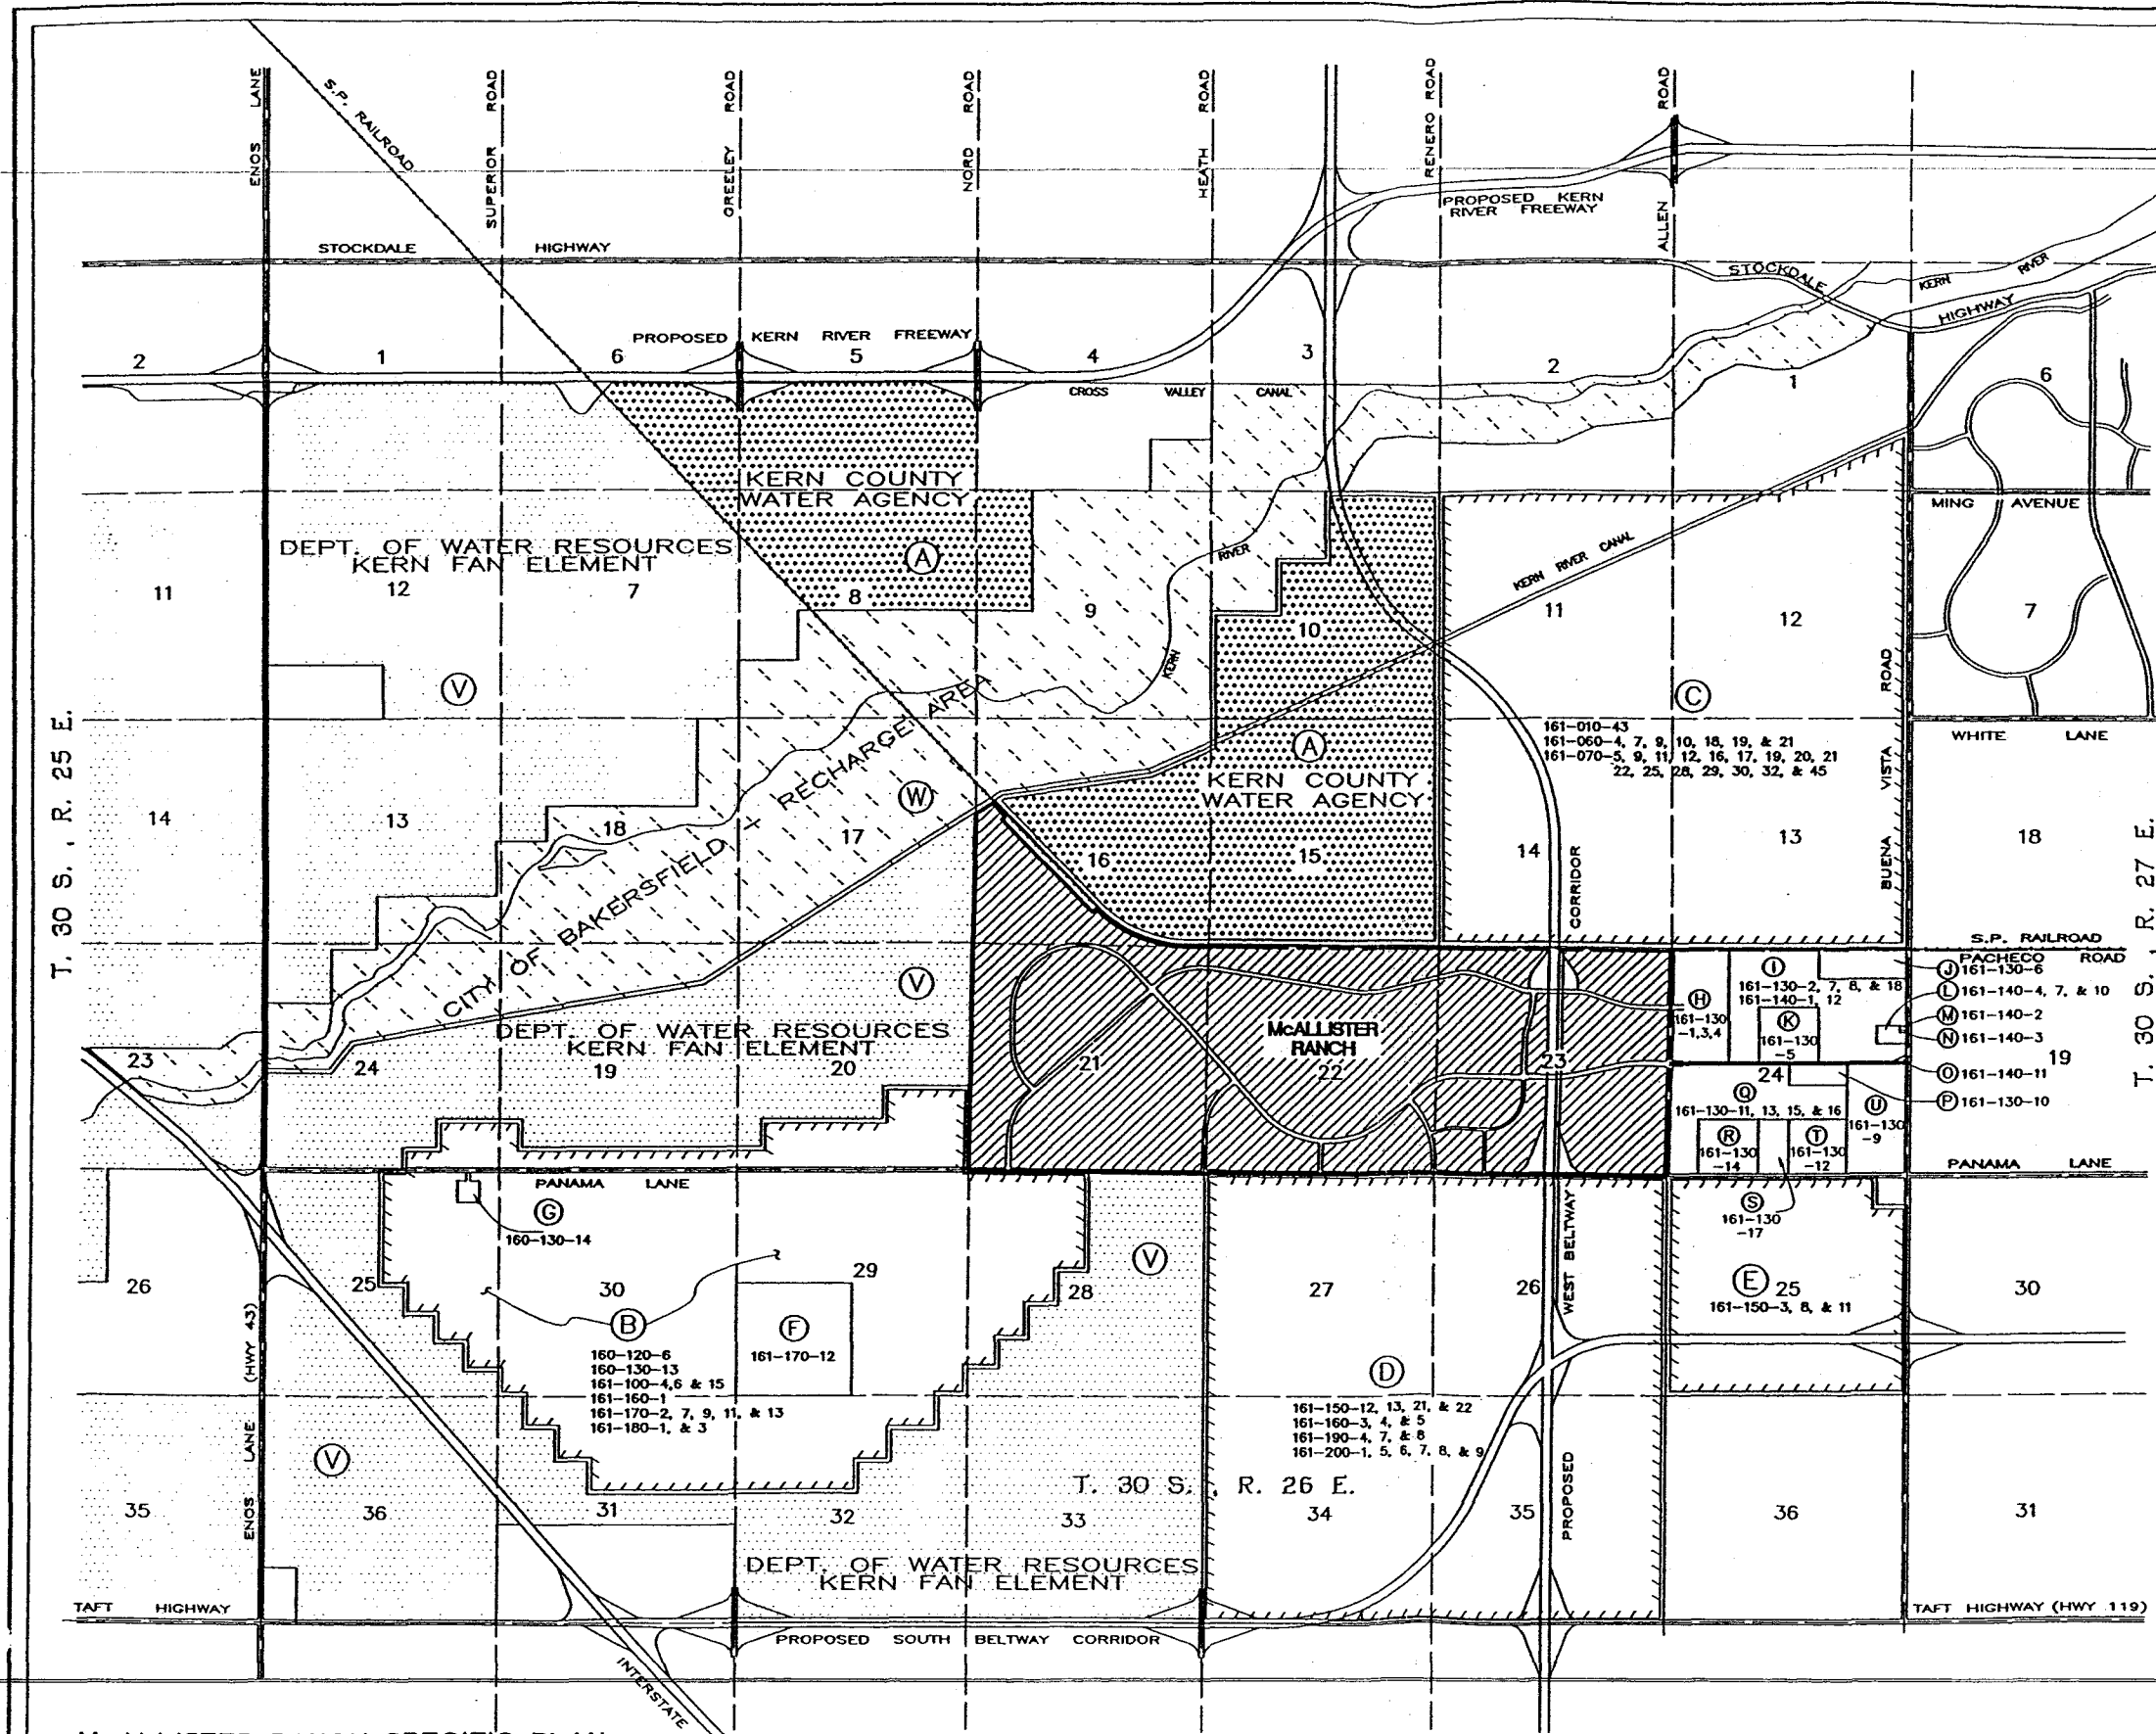 ENOS LANE
S.P. RAILROAD
SUPERIOR ROAD
GREELEY ROAD
NORD ROAD
HEATH ROAD
RENERO ROAD
ALLEN ROAD
PROPOSED KERN
RIVER FREEWAY
STOCKDALE HIGHWAY
STOCKDALE HIGHWAY
KERN RIVER
PROPOSED KERN RIVER FREEWAY
2
1
6
5
4
3
2
1
6
CROSS VALLEY CANAL
KERN COUNTY
WATER AGENCY
A
MING AVENUE
DEPT. OF WATER RESOURCES
KERN FAN ELEMENT
11
12
7
8
9
10
11
12
7
KERN RIVER
KERN RIVER CANAL
V
C
161-010-43
161-060-4, 7, 9, 10, 18, 19, & 21
161-070-5, 9, 11, 12, 16, 17, 19, 20, 21
22, 25, 28, 29, 30, 32, & 45
BUENA VISTA ROAD
WHITE LANE
T. 30 S. , R. 25 E.
CITY OF BAKERSFIELD RECHARGE AREA
W
A
KERN COUNTY
WATER AGENCY
14
13
18
17
16
15
14
13
18
CORRIDOR
T. 30 S. , R. 27 E.
S.P. RAILROAD
PACHECO ROAD
V
DEPT. OF WATER RESOURCES
KERN FAN ELEMENT
McALLISTER
RANCH
23
24
19
20
21
22
23
24
19
H
161-130
-1,3,4
I
161-130-2, 7, 8, & 18
161-140-1, 12
K
161-130
-5
J 161-130-6
L 161-140-4, 7, & 10
M 161-140-2
N 161-140-3
O 161-140-11
P 161-130-10
Q
161-130-11, 13, 15, & 16
R
161-130
-14
T
161-130
-12
U
161-130
-9
PANAMA LANE
PANAMA LANE
G
160-130-14
S
161-130
-17
V
26
25
30
29
28
27
26
25
30
E
161-150-3, 8, & 11
WEST BELTWAY
B
160-120-6
160-130-13
161-100-4,6 & 15
161-160-1
161-170-2, 7, 9, 11, & 13
161-180-1, & 3
F
161-170-12
D
161-150-12, 13, 21, & 22
161-160-3, 4, & 5
161-190-4, 7, & 8
161-200-1, 5, 6, 7, 8, & 9
ENOS LANE (HWY 43)
V
T. 30 S. , R. 26 E.
35
36
31
32
33
34
35
36
31
PROPOSED
DEPT. OF WATER RESOURCES
KERN FAN ELEMENT
TAFT HIGHWAY
TAFT HIGHWAY (HWY 119)
PROPOSED SOUTH BELTWAY CORRIDOR
INTERSTATE